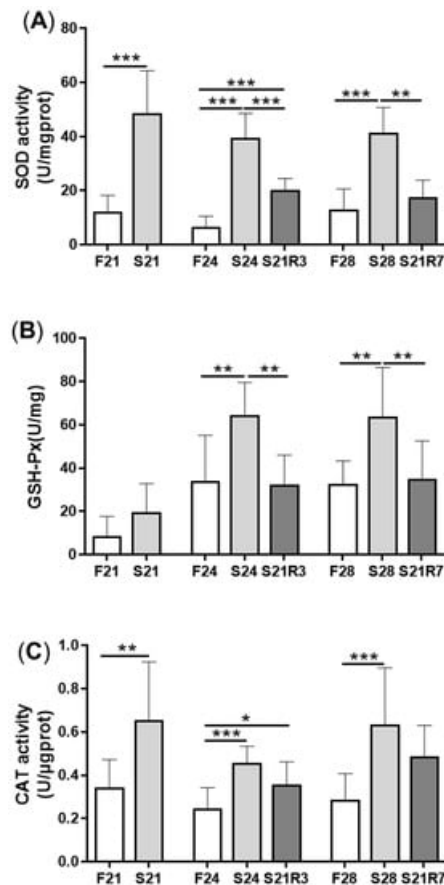 (A)
SOD activity
(U/mgprot)
80
60
40
20
0
***
***
*** ***
*** **
F21 S21 F24 S24 S21R3 F28 S28 S21R7
(B)
GSH-Px(U/mg)
100
80
60
40
20
0
** **
** **
F21 S21 F24 S24 S21R3 F28 S28 S21R7
(C)
CAT activity
(U/μgprot)
1.0
0.8
0.6
0.4
0.2
0.0
**
*
***
***
F21 S21 F24 S24 S21R3 F28 S28 S21R7